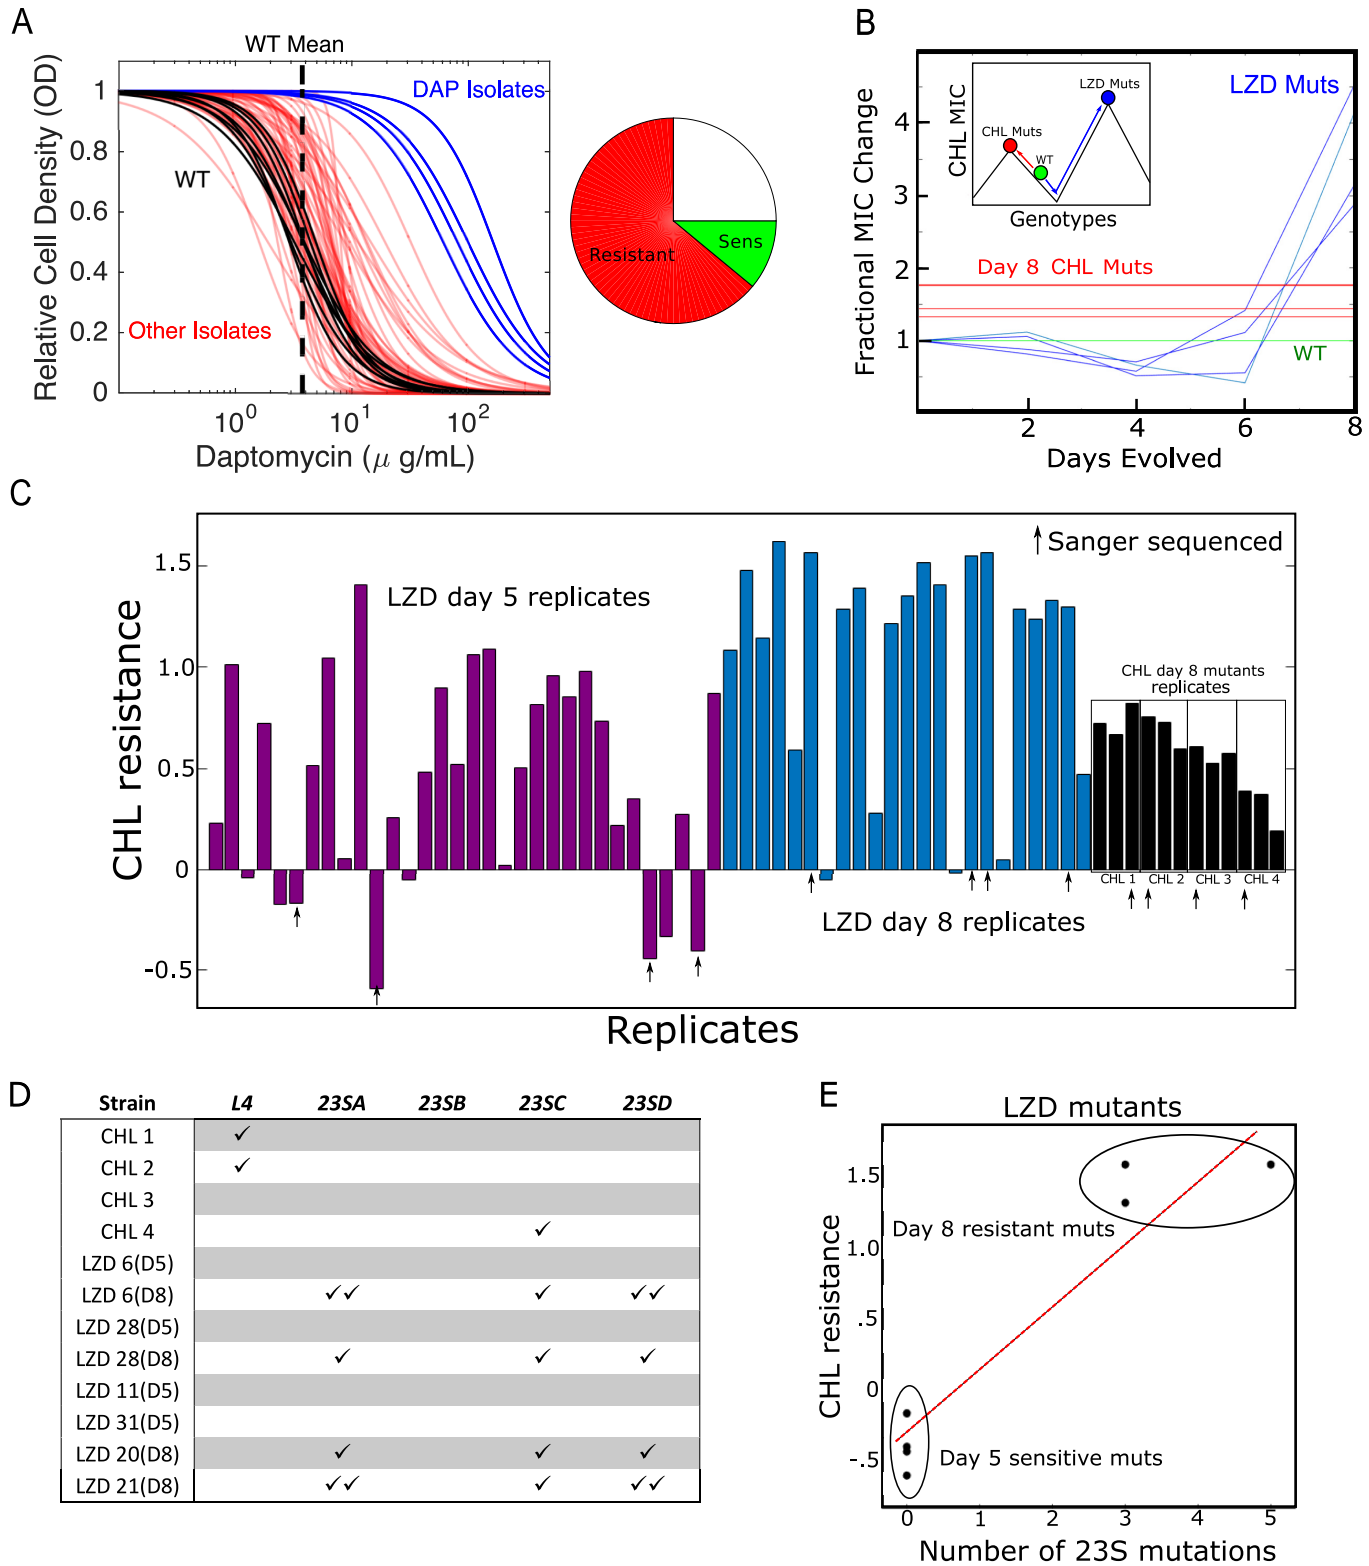 A
WT Mean
Relative Cell Density (OD)
1
0.8
0.6
0.4
0.2
0
DAP Isolates
WT
Other Isolates
10^0
10^1
10^2
Daptomycin (μ g/mL)
Resistant
Sens
B
Fractional MIC Change
4
3
2
1
LZD Muts
CHL MIC
LZD Muts
CHL Muts
WT
Genotypes
Day 8 CHL Muts
WT
2
4
6
8
Days Evolved
C
CHL resistance
1.5
1.0
0.5
0
-0.5
LZD day 5 replicates
Sanger sequenced
CHL day 8 mutants
replicates
CHL 1
CHL 2
CHL 3
CHL 4
LZD day 8 replicates
Replicates
D
Strain L4 23SA 23SB 23SC 23SD
CHL 1 ✓
CHL 2 ✓
CHL 3
CHL 4 ✓
LZD 6(D5)
LZD 6(D8) ✓✓ ✓ ✓✓
LZD 28(D5)
LZD 28(D8) ✓ ✓ ✓
LZD 11(D5)
LZD 31(D5)
LZD 20(D8) ✓ ✓ ✓
LZD 21(D8) ✓✓ ✓ ✓✓
E
LZD mutants
CHL resistance
1.5
1.0
.5
0
-.5
Day 8 resistant muts
Day 5 sensitive muts
0
1
2
3
4
5
Number of 23S mutations